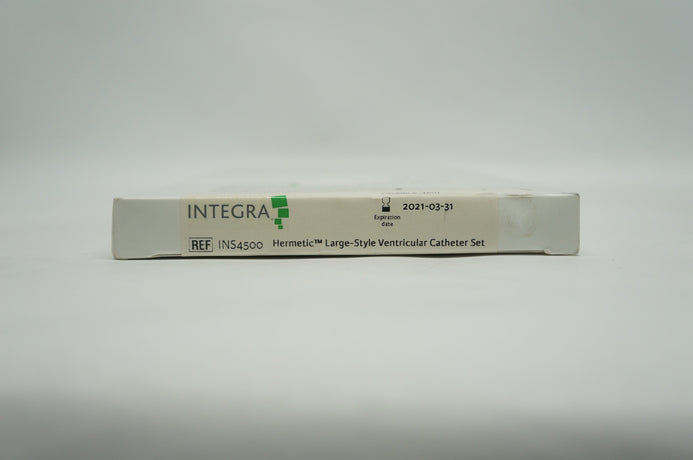 INTEGRA
2021-03-31
Expiration
date
REF INS4500 Hermetic™ Large-Style Ventricular Catheter Set